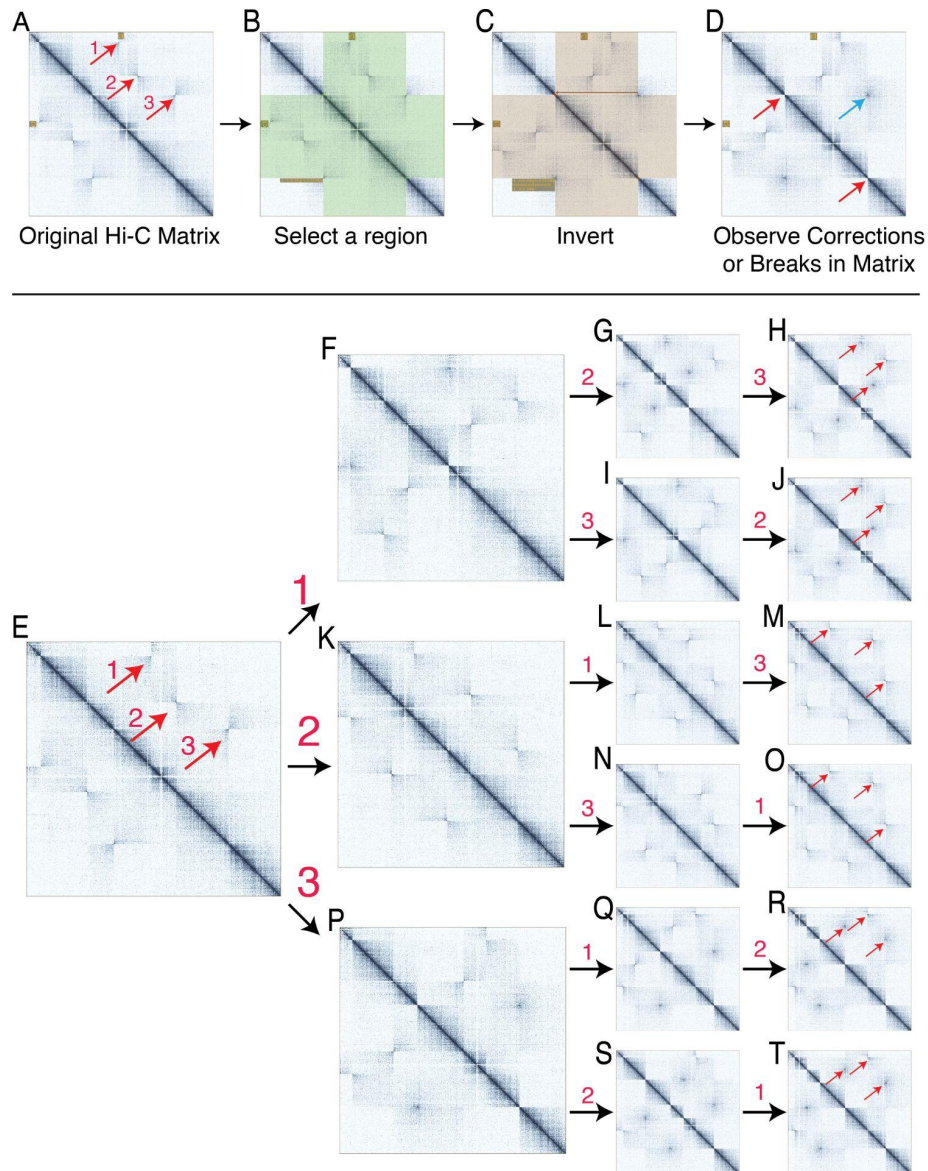 A
B
C
D
1
2
3
Original Hi-C Matrix
Select a region
Invert
Observe Corrections
or Breaks in Matrix
F
G
2
H
3
I
3
J
2
E
1
2
3
1
2
3
K
L
1
M
3
N
3
O
1
P
Q
1
R
2
S
2
T
1